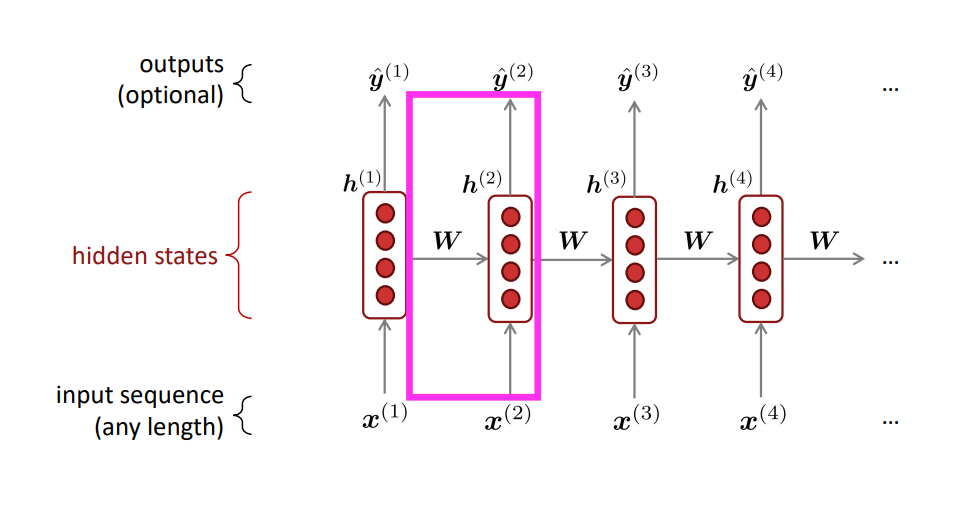 outputs
(optional)
ŷ⁽¹⁾ ŷ⁽²⁾ ŷ⁽³⁾ ŷ⁽⁴⁾ ...
h⁽¹⁾ h⁽²⁾ h⁽³⁾ h⁽⁴⁾
W W W W
hidden states ...
input sequence
(any length)
x⁽¹⁾ x⁽²⁾ x⁽³⁾ x⁽⁴⁾ ...